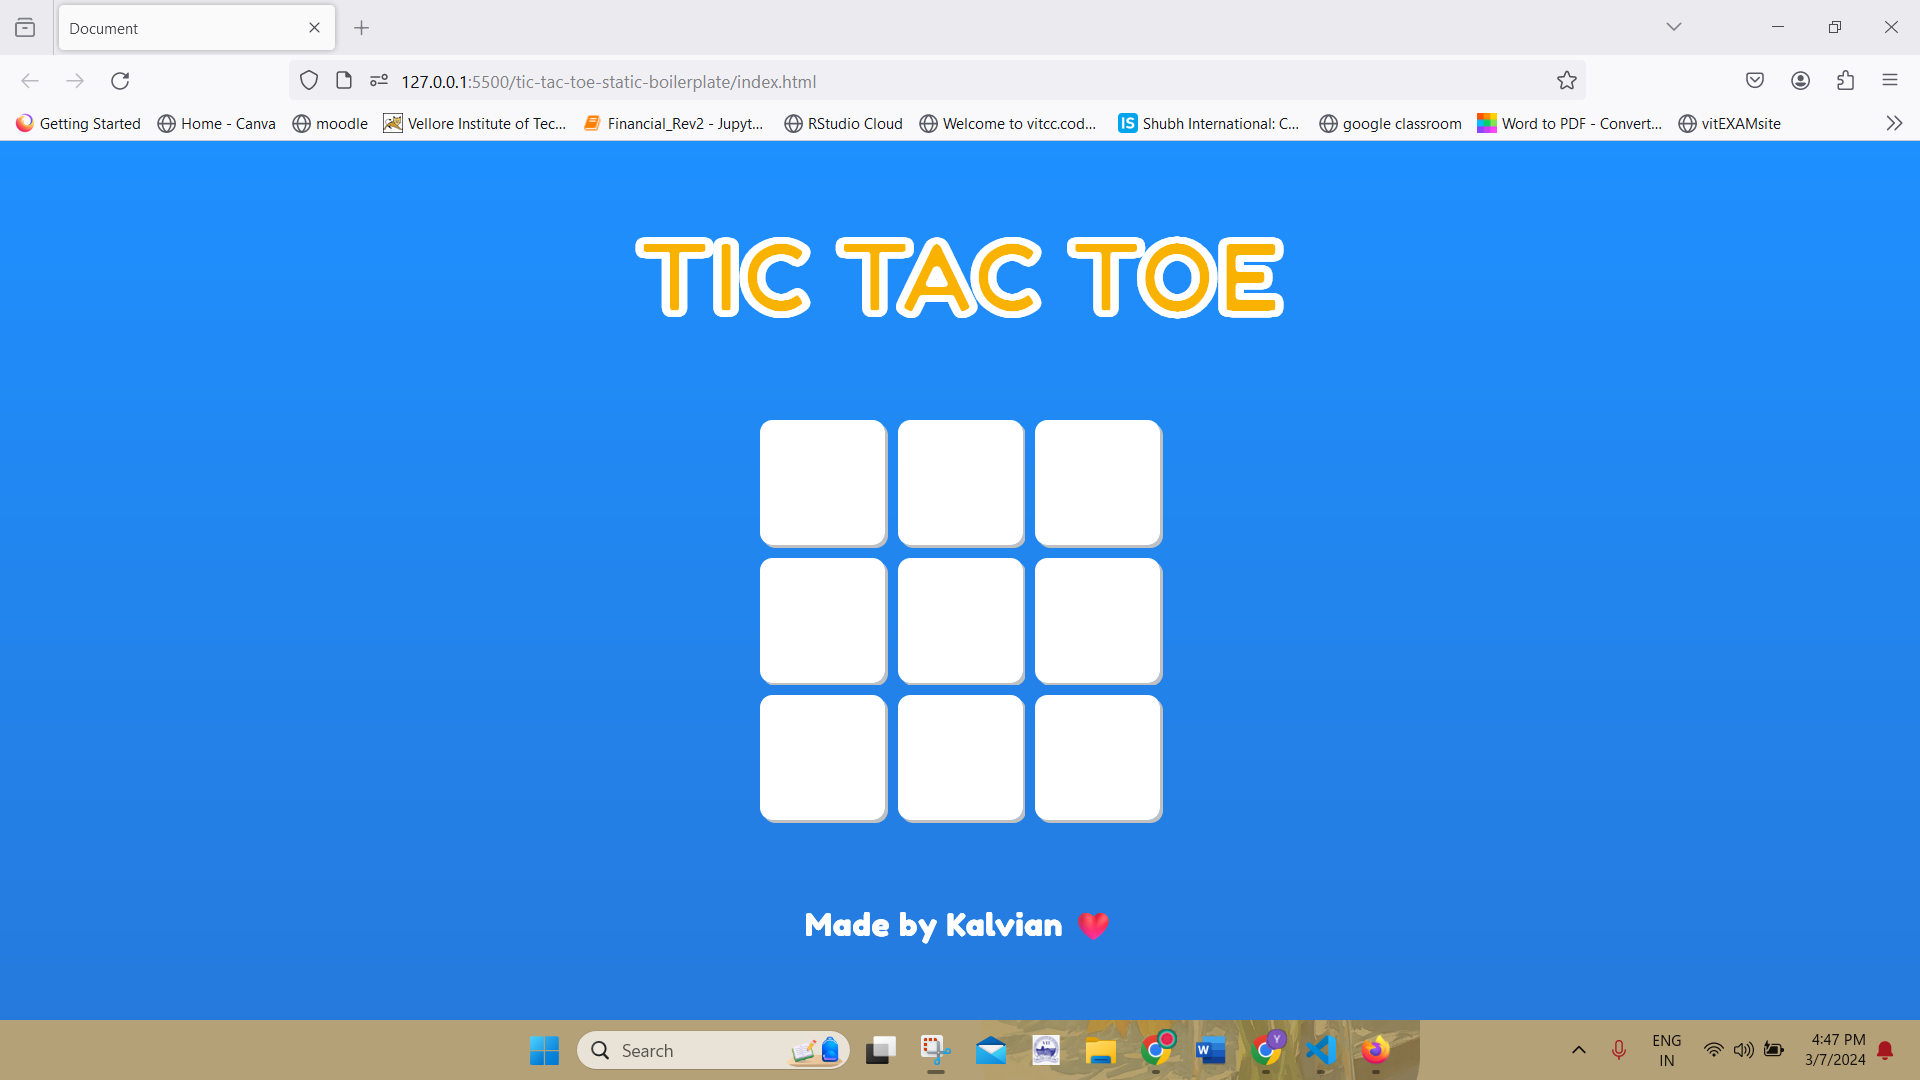 Document
127.0.0.1:5500/tic-tac-toe-static-boilerplate/index.html
Getting Started Home - Canva moodle Vellore Institute of Tec... Financial_Rev2 - Jupyt... RStudio Cloud Welcome to vitcc.cod... IS Shubh International: C... google classroom Word to PDF - Convert... vitEXAMsite
TIC TAC TOE
Made by Kalvian
Search
W
Y
ENG
IN
4:47 PM
3/7/2024